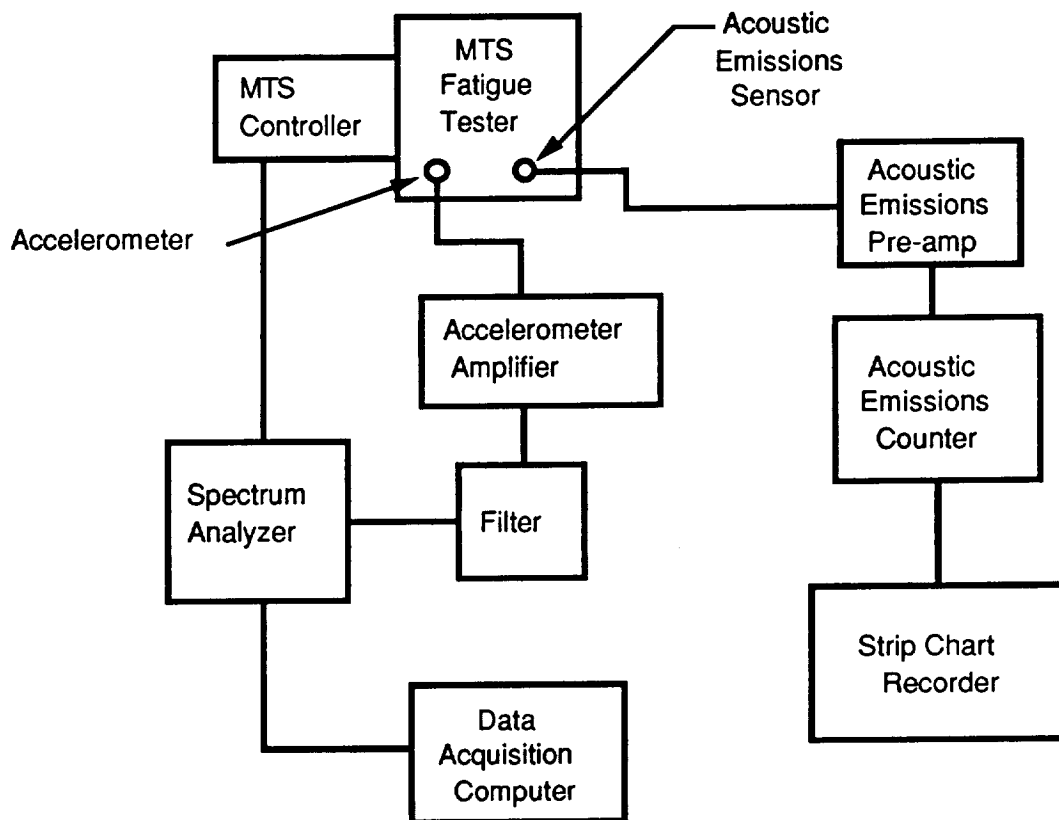 MTS
Controller
MTS
Fatigue
Tester
Acoustic
Emissions
Sensor
Accelerometer
Acoustic
Emissions
Pre-amp
Accelerometer
Amplifier
Acoustic
Emissions
Counter
Spectrum
Analyzer
Filter
Strip Chart
Recorder
Data
Acquisition
Computer